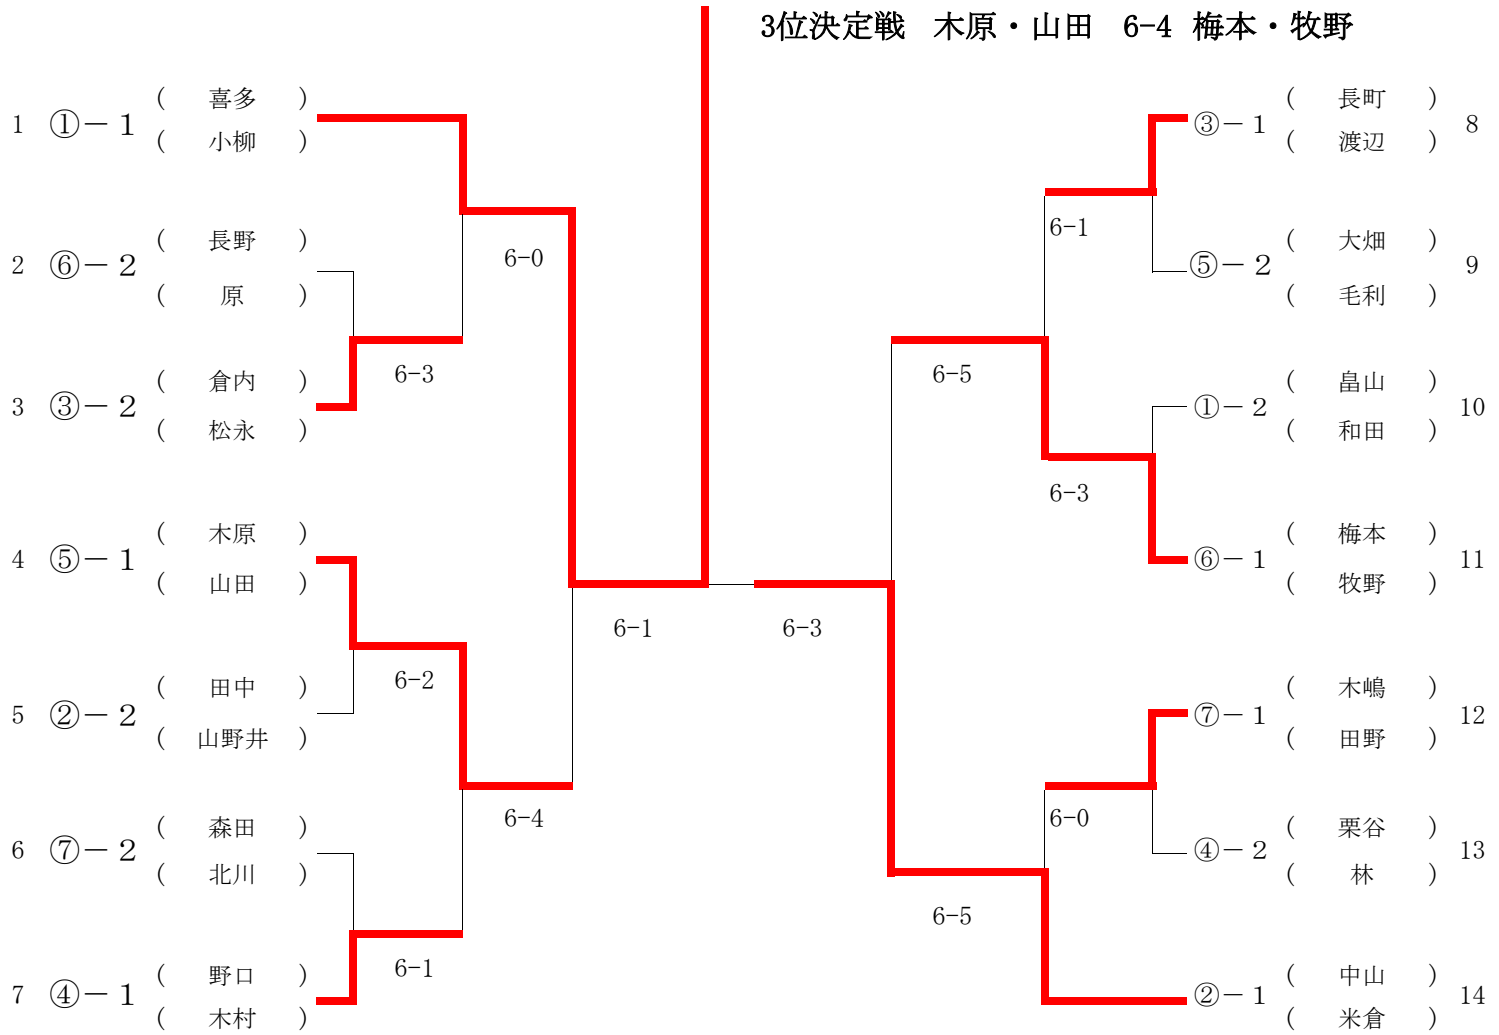 3位決定戦 木原・山田 6-4 梅本・牧野
1 ①－1 ( 喜多 )
( 小柳 )
2 ⑥－2 ( 長野 )
( 原 )
3 ③－2 ( 倉内 )
( 松永 )
4 ⑤－1 ( 木原 )
( 山田 )
5 ②－2 ( 田中 )
( 山野井 )
6 ⑦－2 ( 森田 )
( 北川 )
7 ④－1 ( 野口 )
( 木村 )
6-0
6-3
6-2
6-4
6-1
6-1
6-3
6-1
6-5
6-3
6-0
6-5
③－1 ( 長町 ) 8
( 渡辺 )
⑤－2 ( 大畑 ) 9
( 毛利 )
①－2 ( 畠山 ) 10
( 和田 )
⑥－1 ( 梅本 ) 11
( 牧野 )
⑦－1 ( 木嶋 ) 12
( 田野 )
④－2 ( 栗谷 ) 13
( 林 )
②－1 ( 中山 ) 14
( 米倉 )